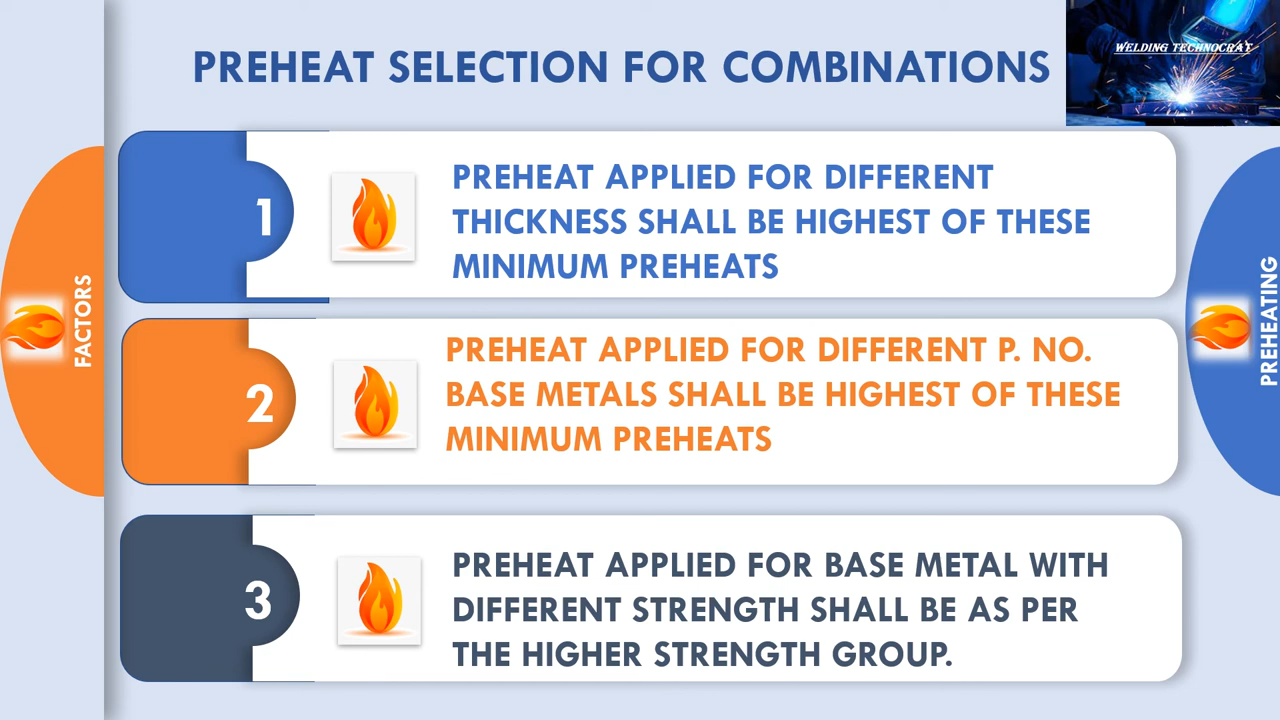 PREHEAT SELECTION FOR COMBINATIONS
WELDING TECHNOCRAT
FACTORS
1
PREHEAT APPLIED FOR DIFFERENT
THICKNESS SHALL BE HIGHEST OF THESE
MINIMUM PREHEATS
2
PREHEAT APPLIED FOR DIFFERENT P. NO.
BASE METALS SHALL BE HIGHEST OF THESE
MINIMUM PREHEATS
3
PREHEAT APPLIED FOR BASE METAL WITH
DIFFERENT STRENGTH SHALL BE AS PER
THE HIGHER STRENGTH GROUP.
PREHEATING